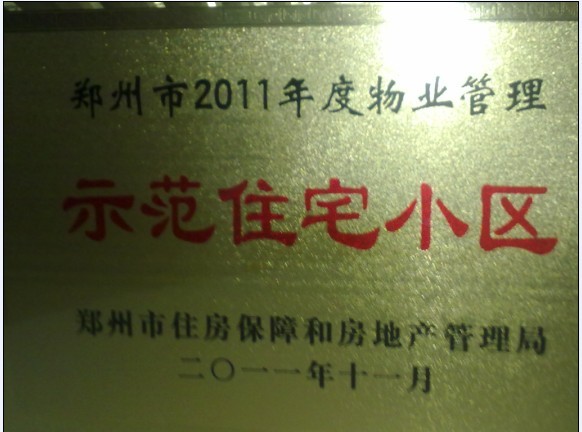 郑州市2011年度物业管理
示范住宅小区
郑州市住房保障和房地产管理局
二〇一一年十一月